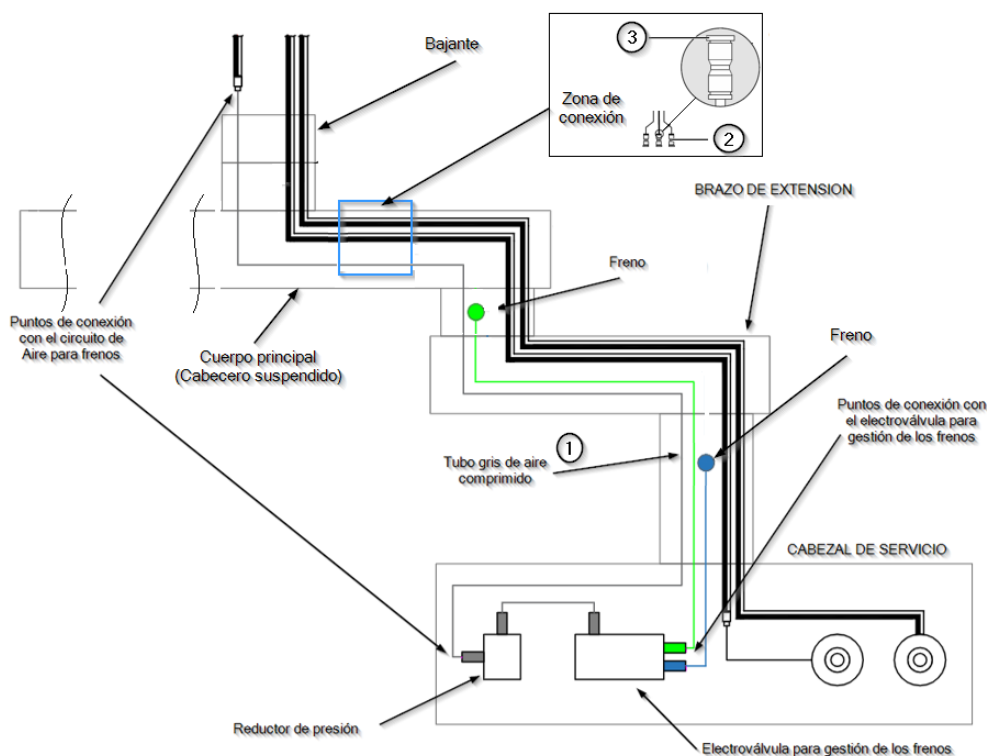 3
Bajante
Zona de
conexión
2
BRAZO DE EXTENSION
Freno
Puntos de conexión
con el circuito de
Aire para frenos
Cuerpo principal
(Cabecero suspendido)
Freno
Puntos de conexión con
el electroválvula para
gestión de los frenos
1
Tubo gris de aire
comprimido
CABEZAL DE SERVICIO
Reductor de presión
Electroválvula para gestión de los frenos